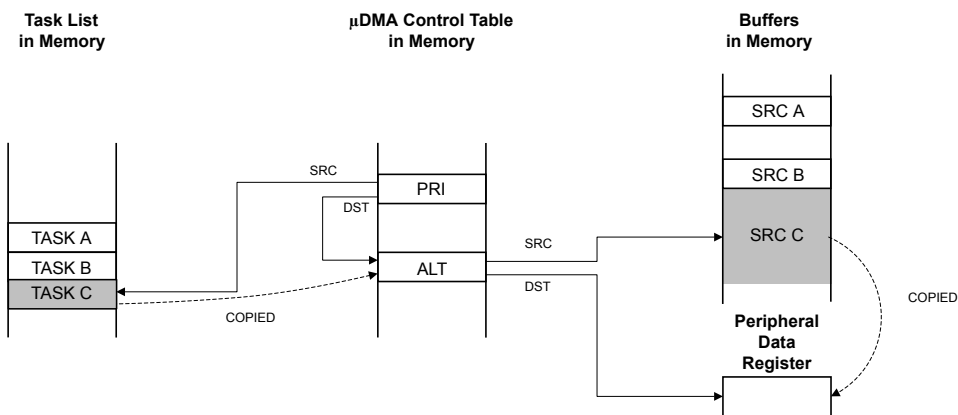 Task List
in Memory
µDMA Control Table
in Memory
Buffers
in Memory
SRC A
SRC B
SRC
PRI
DST
SRC C
TASK A
TASK B
TASK C
ALT
SRC
DST
COPIED
COPIED
Peripheral
Data
Register